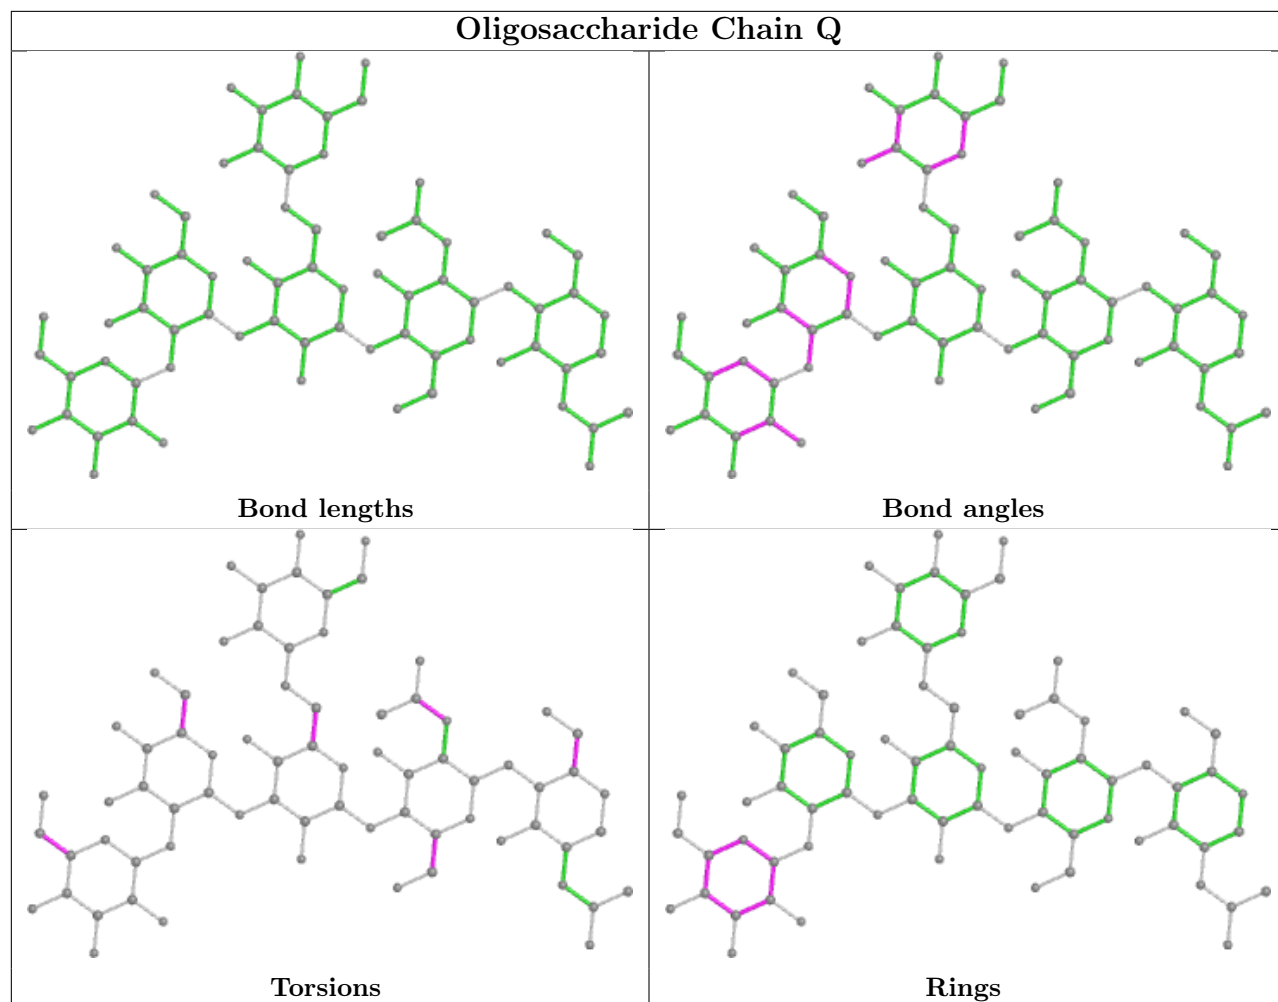 Oligosaccharide Chain Q
Bond lengths
Bond angles
Torsions
Rings